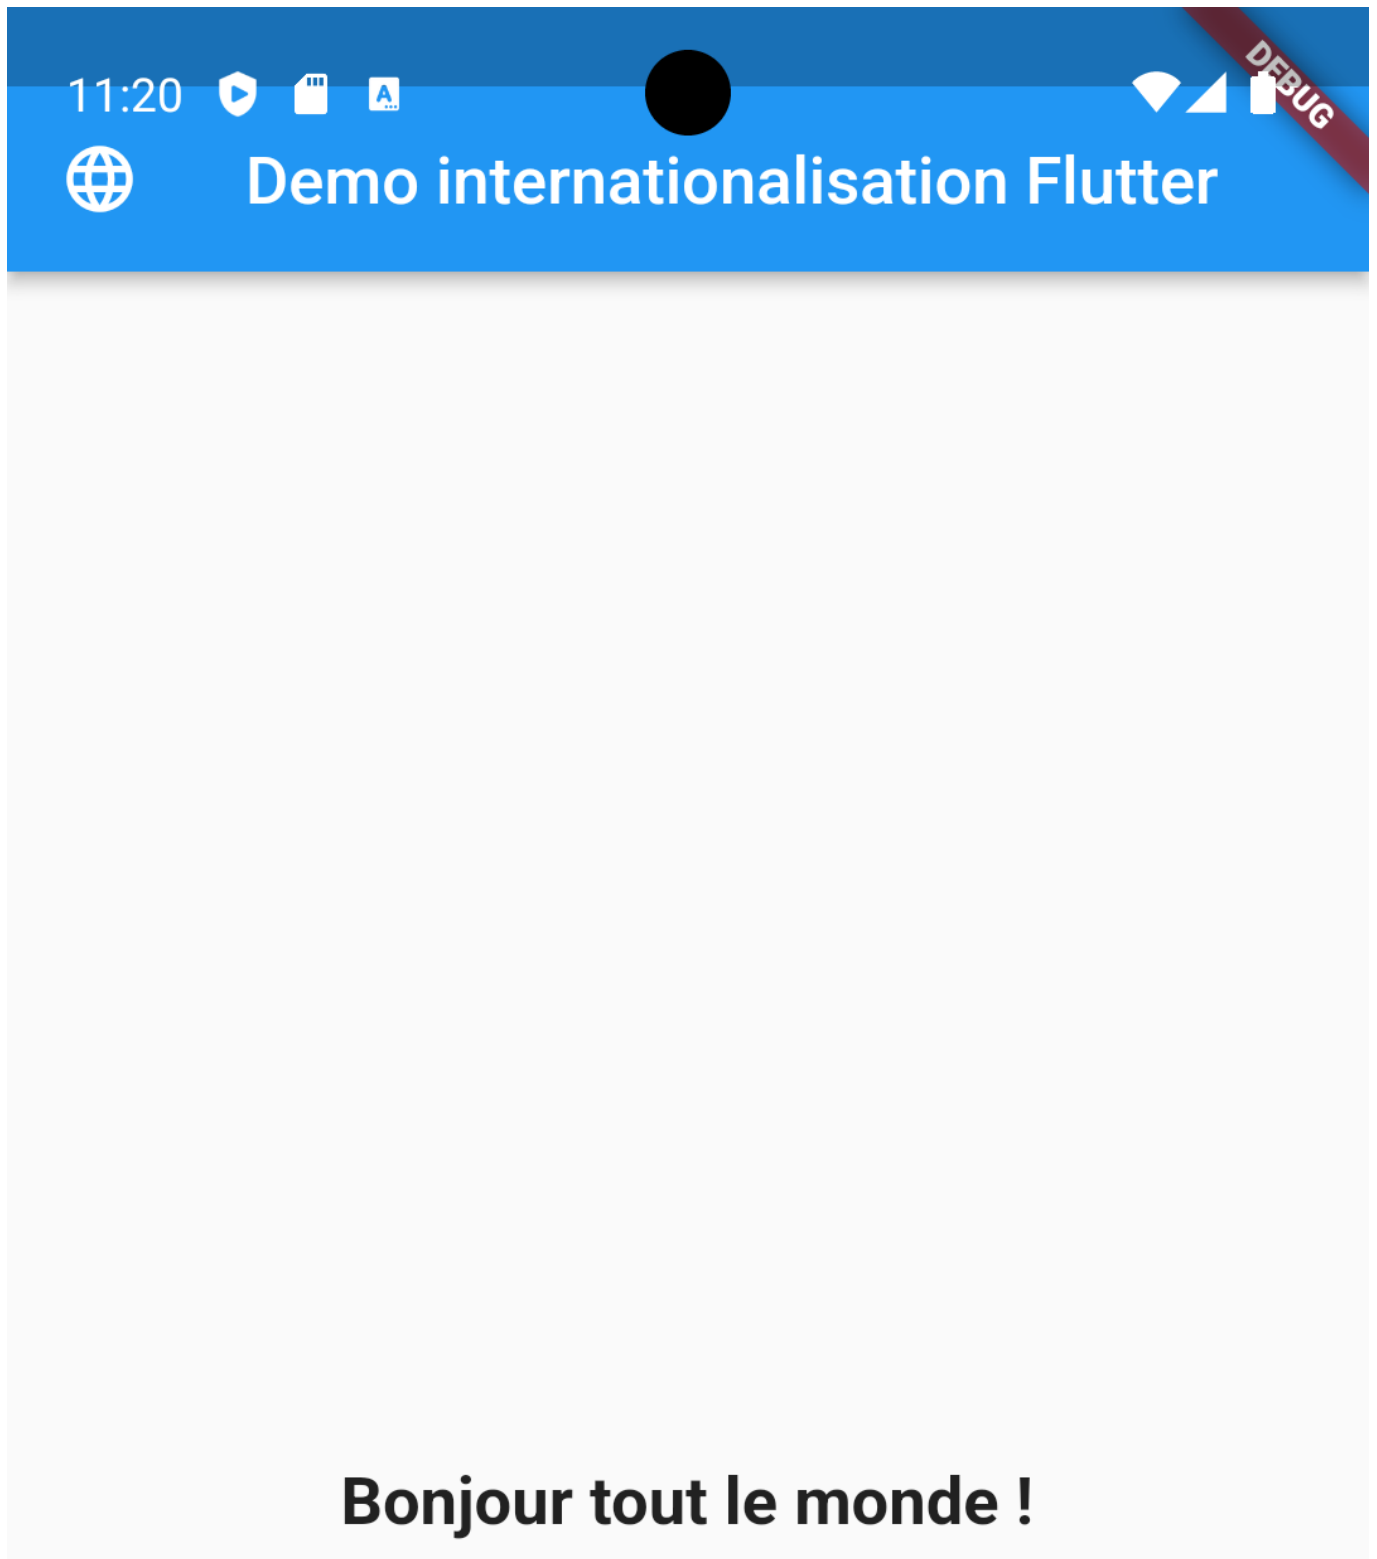 11:20
A
DEBUG
Demo internationalisation Flutter
Bonjour tout le monde !